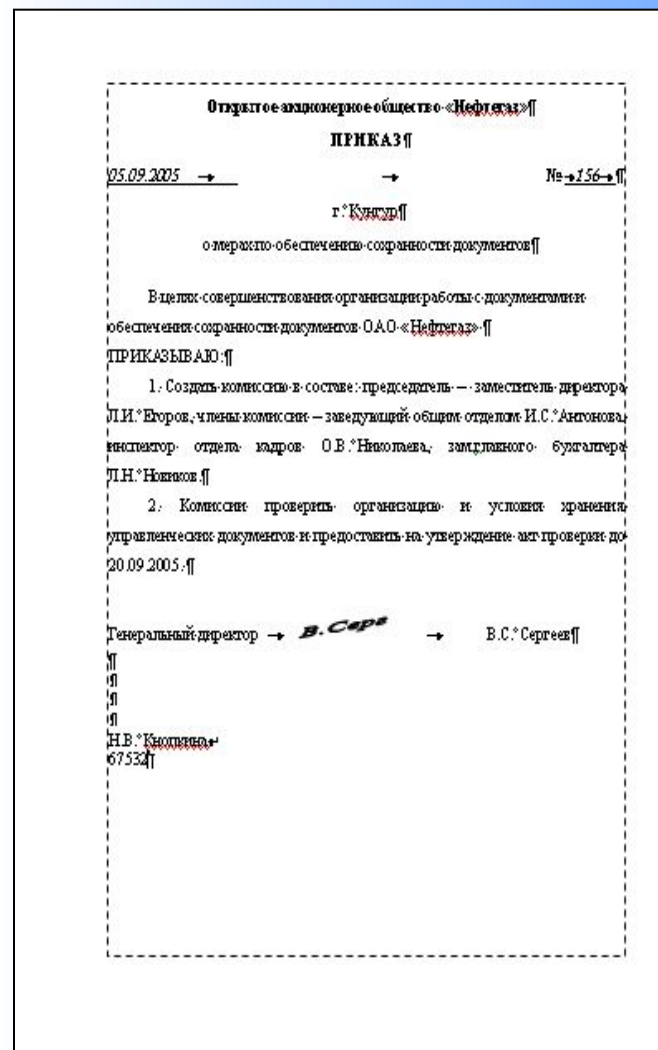 Открытое акционерное общество «Нефтегаз»
ПРИКАЗ
05.09.2005 № 156
г. Кунгур
о мерах по обеспечению сохранности документов
В целях совершенствования организации работы с документами и
обеспечения сохранности документов ОАО «Нефтегаз»
ПРИКАЗЫВАЮ:
1. Создать комиссию в составе: председатель – заместитель директора
Л.И. Егоров, члены комиссии – заведующий общим отделом И.С. Антонова,
инспектор отдела кадров О.В. Николаева, зам.главного бухгалтера
Л.Н. Новиков.
2. Комиссии проверить организацию и условия хранения
управленческих документов и предоставить на утверждение акт проверки до
20.09.2005.
Генеральный директор В.Серг В.С. Сергеев
Н.В. Кнопкина
67532